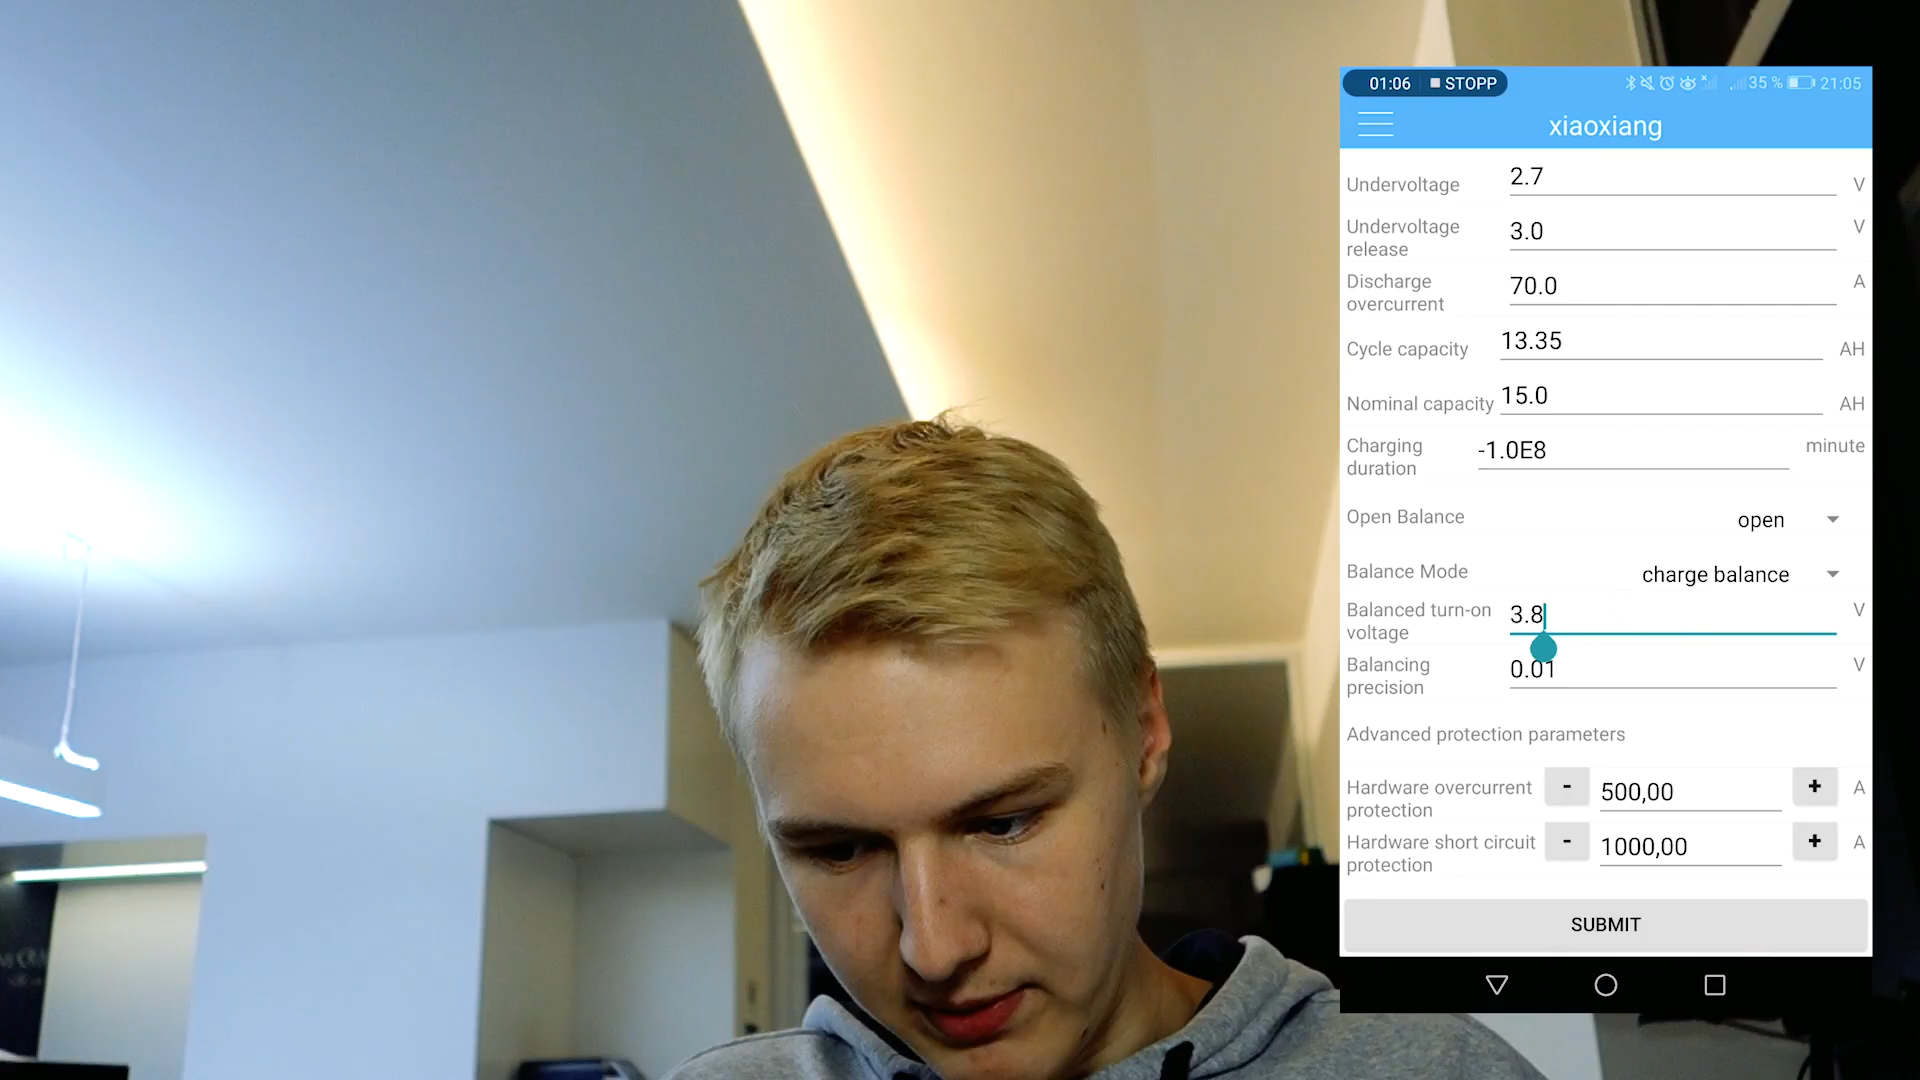 01:06 STOPP 35 % 21:05
xiaoxiang
Undervoltage 2.7 V
Undervoltage release 3.0 V
Discharge overcurrent 70.0 A
Cycle capacity 13.35 AH
Nominal capacity 15.0 AH
Charging duration -1.0E8 minute
Open Balance open
Balance Mode charge balance
Balanced turn-on voltage 3.8 V
Balancing precision 0.01 V
Advanced protection parameters
Hardware overcurrent protection - 500,00 + A
Hardware short circuit protection - 1000,00 + A
SUBMIT